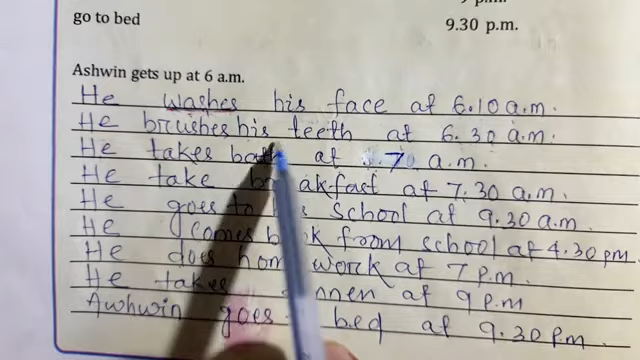 9 p.m.
go to bed
9.30 p.m.
Ashwin gets up at 6 a.m.
He washes his face at 6.10 a.m.
He brushes his teeth at 6.30 a.m.
He takes at a.m.
He take at 7.30 a.m.
He goes to School at 9.30 a.m.
He comes from school at 4.30 pm.
He does work at 7 p.m.
He at 9 p.m
Awhwin goes bed at 9.30 p.m.